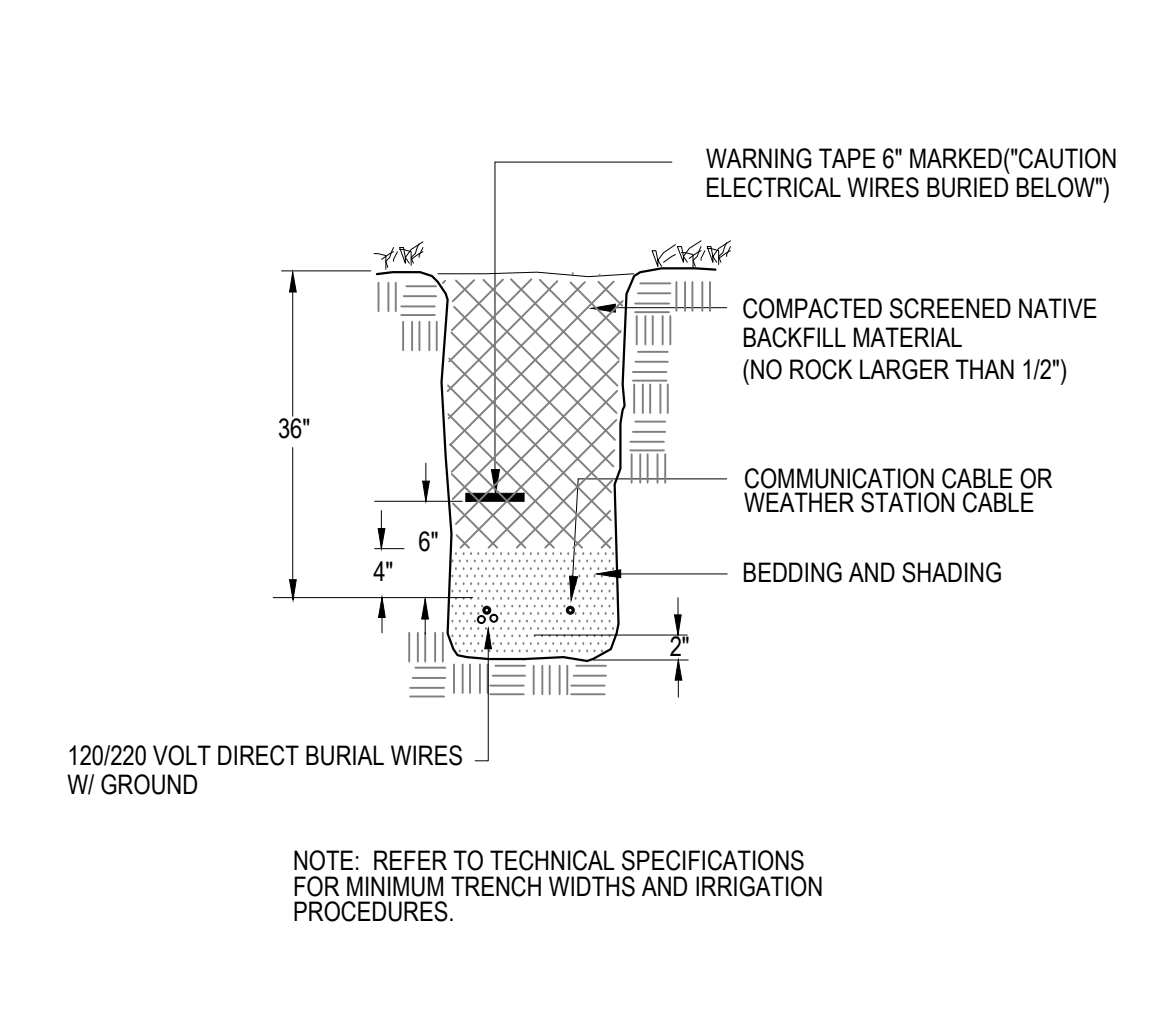 WARNING TAPE 6" MARKED("CAUTION
ELECTRICAL WIRES BURIED BELOW")
COMPACTED SCREENED NATIVE
BACKFILL MATERIAL
(NO ROCK LARGER THAN 1/2")
36"
COMMUNICATION CABLE OR
WEATHER STATION CABLE
6"
4"
BEDDING AND SHADING
2"
120/220 VOLT DIRECT BURIAL WIRES
W/ GROUND
NOTE: REFER TO TECHNICAL SPECIFICATIONS
FOR MINIMUM TRENCH WIDTHS AND IRRIGATION
PROCEDURES.